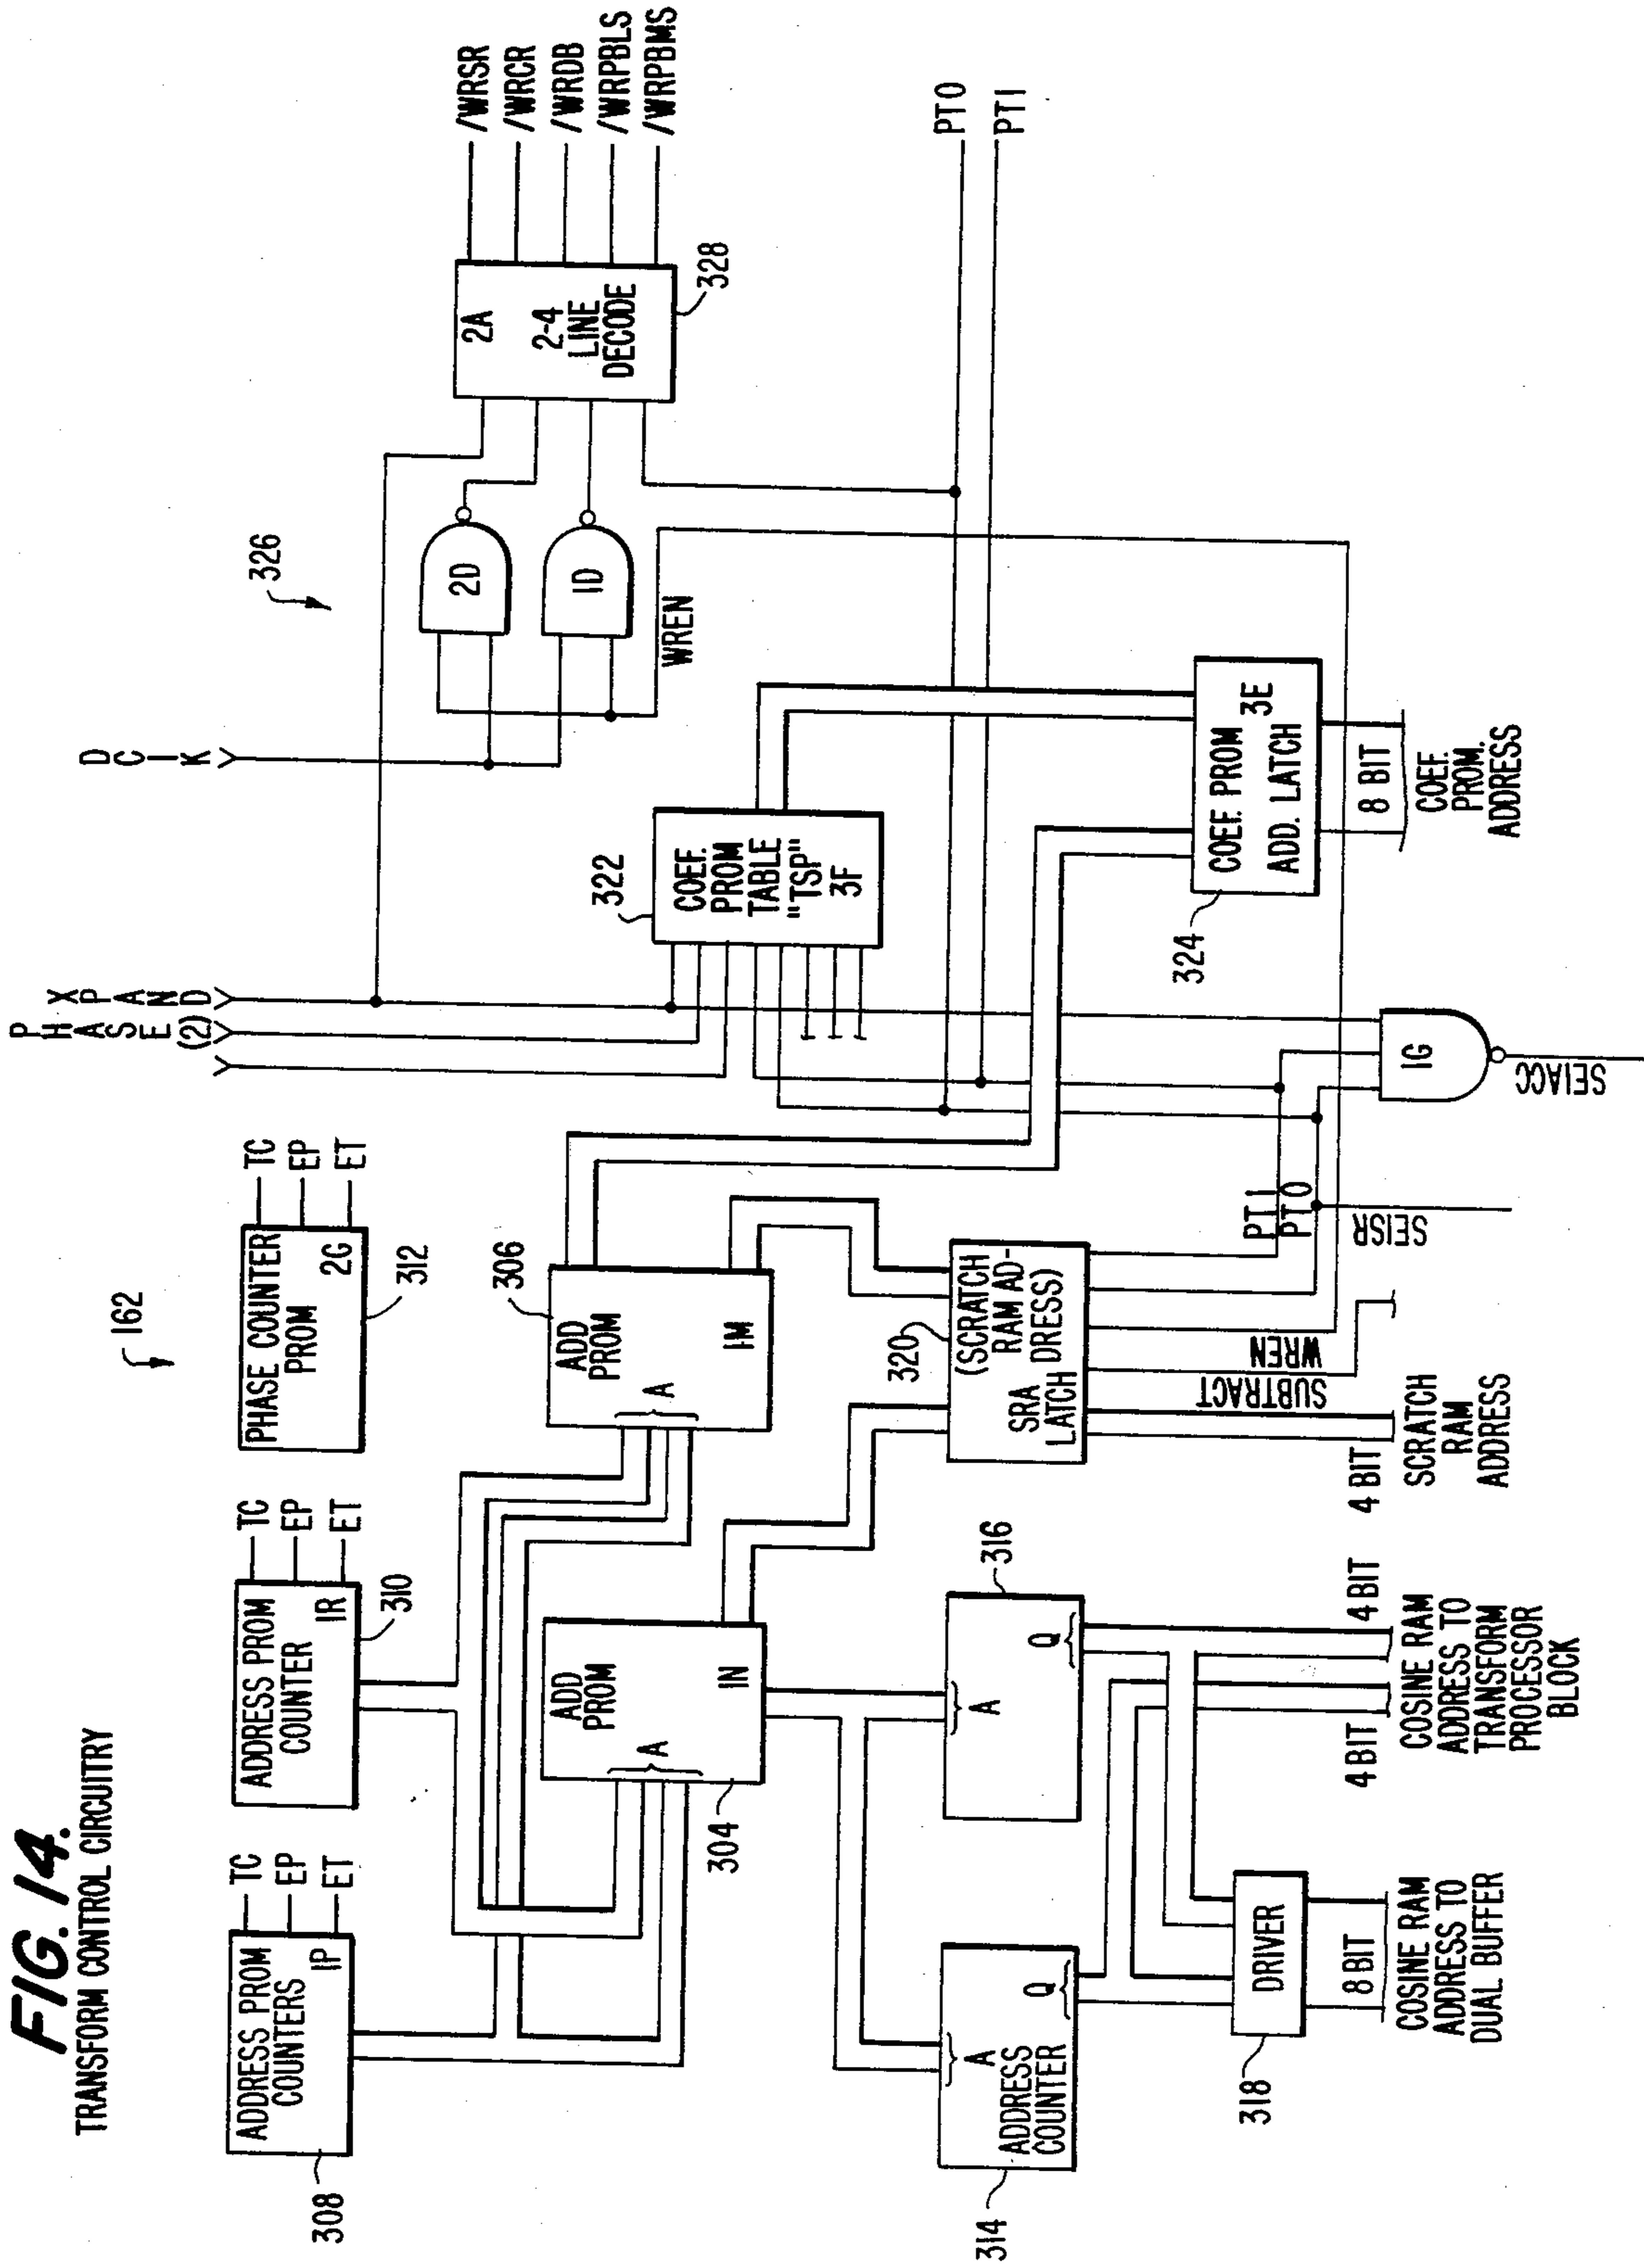 FIG. 14.
TRANSFORM CONTROL CIRCUITRY
162
326
308
ADDRESS PROM
COUNTERS
IP
TC
EP
ET
ADDRESS PROM
COUNTER
IR
310
TC
EP
ET
PHASE COUNTER
PROM
2G
312
TC
EP
ET
PHASE
(2)
XPAND
DCIK
304
ADD
PROM
A
IN
306
ADD
PROM
A
IM
322
COEF.
PROM
TABLE
"TSP"
3F
2D
ID
WREN
2A
2-4
LINE
DECODE
328
/WRSR
/WRCR
/WRDB
/WRPBLS
/WRPBMS
PT0
PT1
314
A
ADDRESS
COUNTER
Q
316
A
Q
320
(SCRATCH
RAM AD-
DRESS)
SRA
LATCH
PT1
PT0
SEISR
WREN
SUBTRACT
324
COEF. PROM
3E
ADD. LATCH
IG
SEIACC
318
DRIVER
8 BIT
COSINE RAM
ADDRESS TO
DUAL BUFFER
4 BIT
4 BIT
COSINE RAM
ADDRESS TO
TRANSFORM
PROCESSOR
BLOCK
4 BIT
SCRATCH
RAM
ADDRESS
8 BIT
COEF.
PROM.
ADDRESS